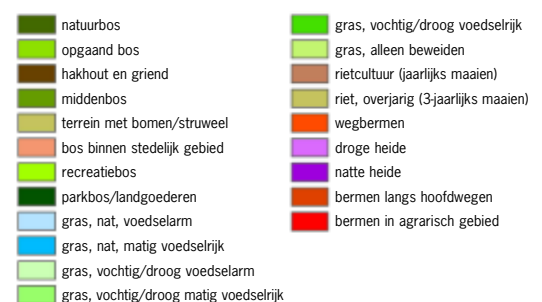 natuurbos
opgaand bos
hakhout en griend
middenbos
terrein met bomen/struweel
bos binnen stedelijk gebied
recreatiebos
parkbos/landgoederen
gras, nat, voedselarm
gras, nat, matig voedselrijk
gras, vochtig/droog voedselarm
gras, vochtig/droog matig voedselrijk
gras, vochtig/droog voedselrijk
gras, alleen beweiden
rietcultuur (jaarlijks maaien)
riet, overjarig (3-jaarlijks maaien)
wegbermen
droge heide
natte heide
bermen langs hoofdwegen
bermen in agrarisch gebied